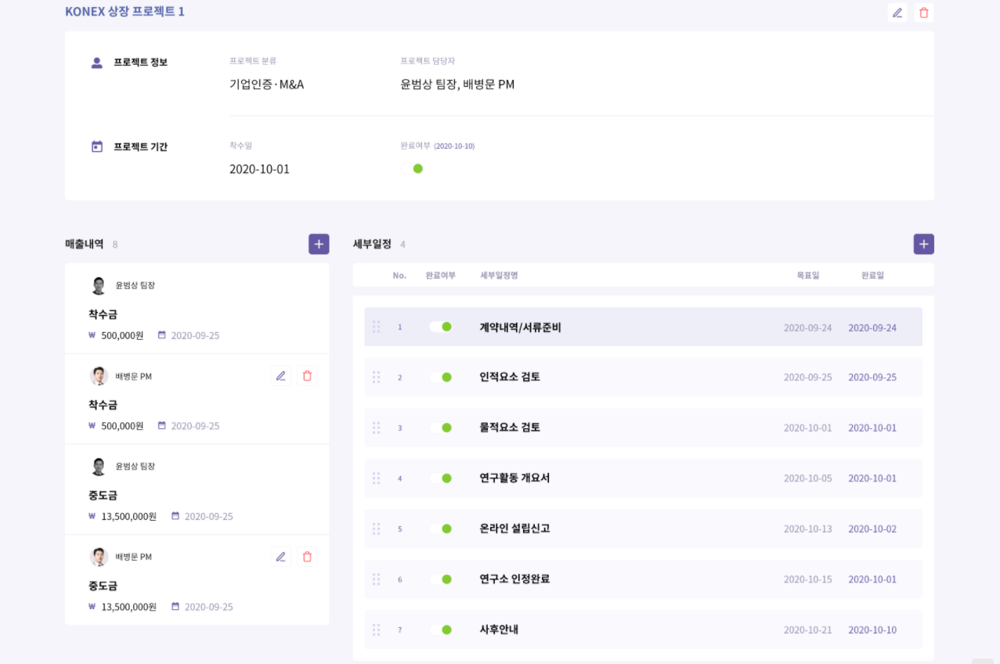 KONEX 상장 프로젝트 1
프로젝트 정보
프로젝트 분류
프로젝트 담당자
기업인증·M&A
윤범상 팀장, 배병문 PM
프로젝트 기간
착수일
완료여부 (2020-10-10)
2020-10-01
매출내역 8
윤범상 팀장
착수금
₩ 500,000원 2020-09-25
배병문 PM
착수금
₩ 500,000원 2020-09-25
윤범상 팀장
중도금
₩ 13,500,000원 2020-09-25
배병문 PM
중도금
₩ 13,500,000원 2020-09-25
세부일정 4
No. 완료여부 세부일정명 목표일 완료일
1 계약내역/서류준비 2020-09-24 2020-09-24
2 인적요소 검토 2020-09-25 2020-09-25
3 물적요소 검토 2020-10-01 2020-10-01
4 연구활동 개요서 2020-10-05 2020-10-01
5 온라인 설립신고 2020-10-13 2020-10-02
6 연구소 인정완료 2020-10-15 2020-10-01
7 사후안내 2020-10-21 2020-10-10